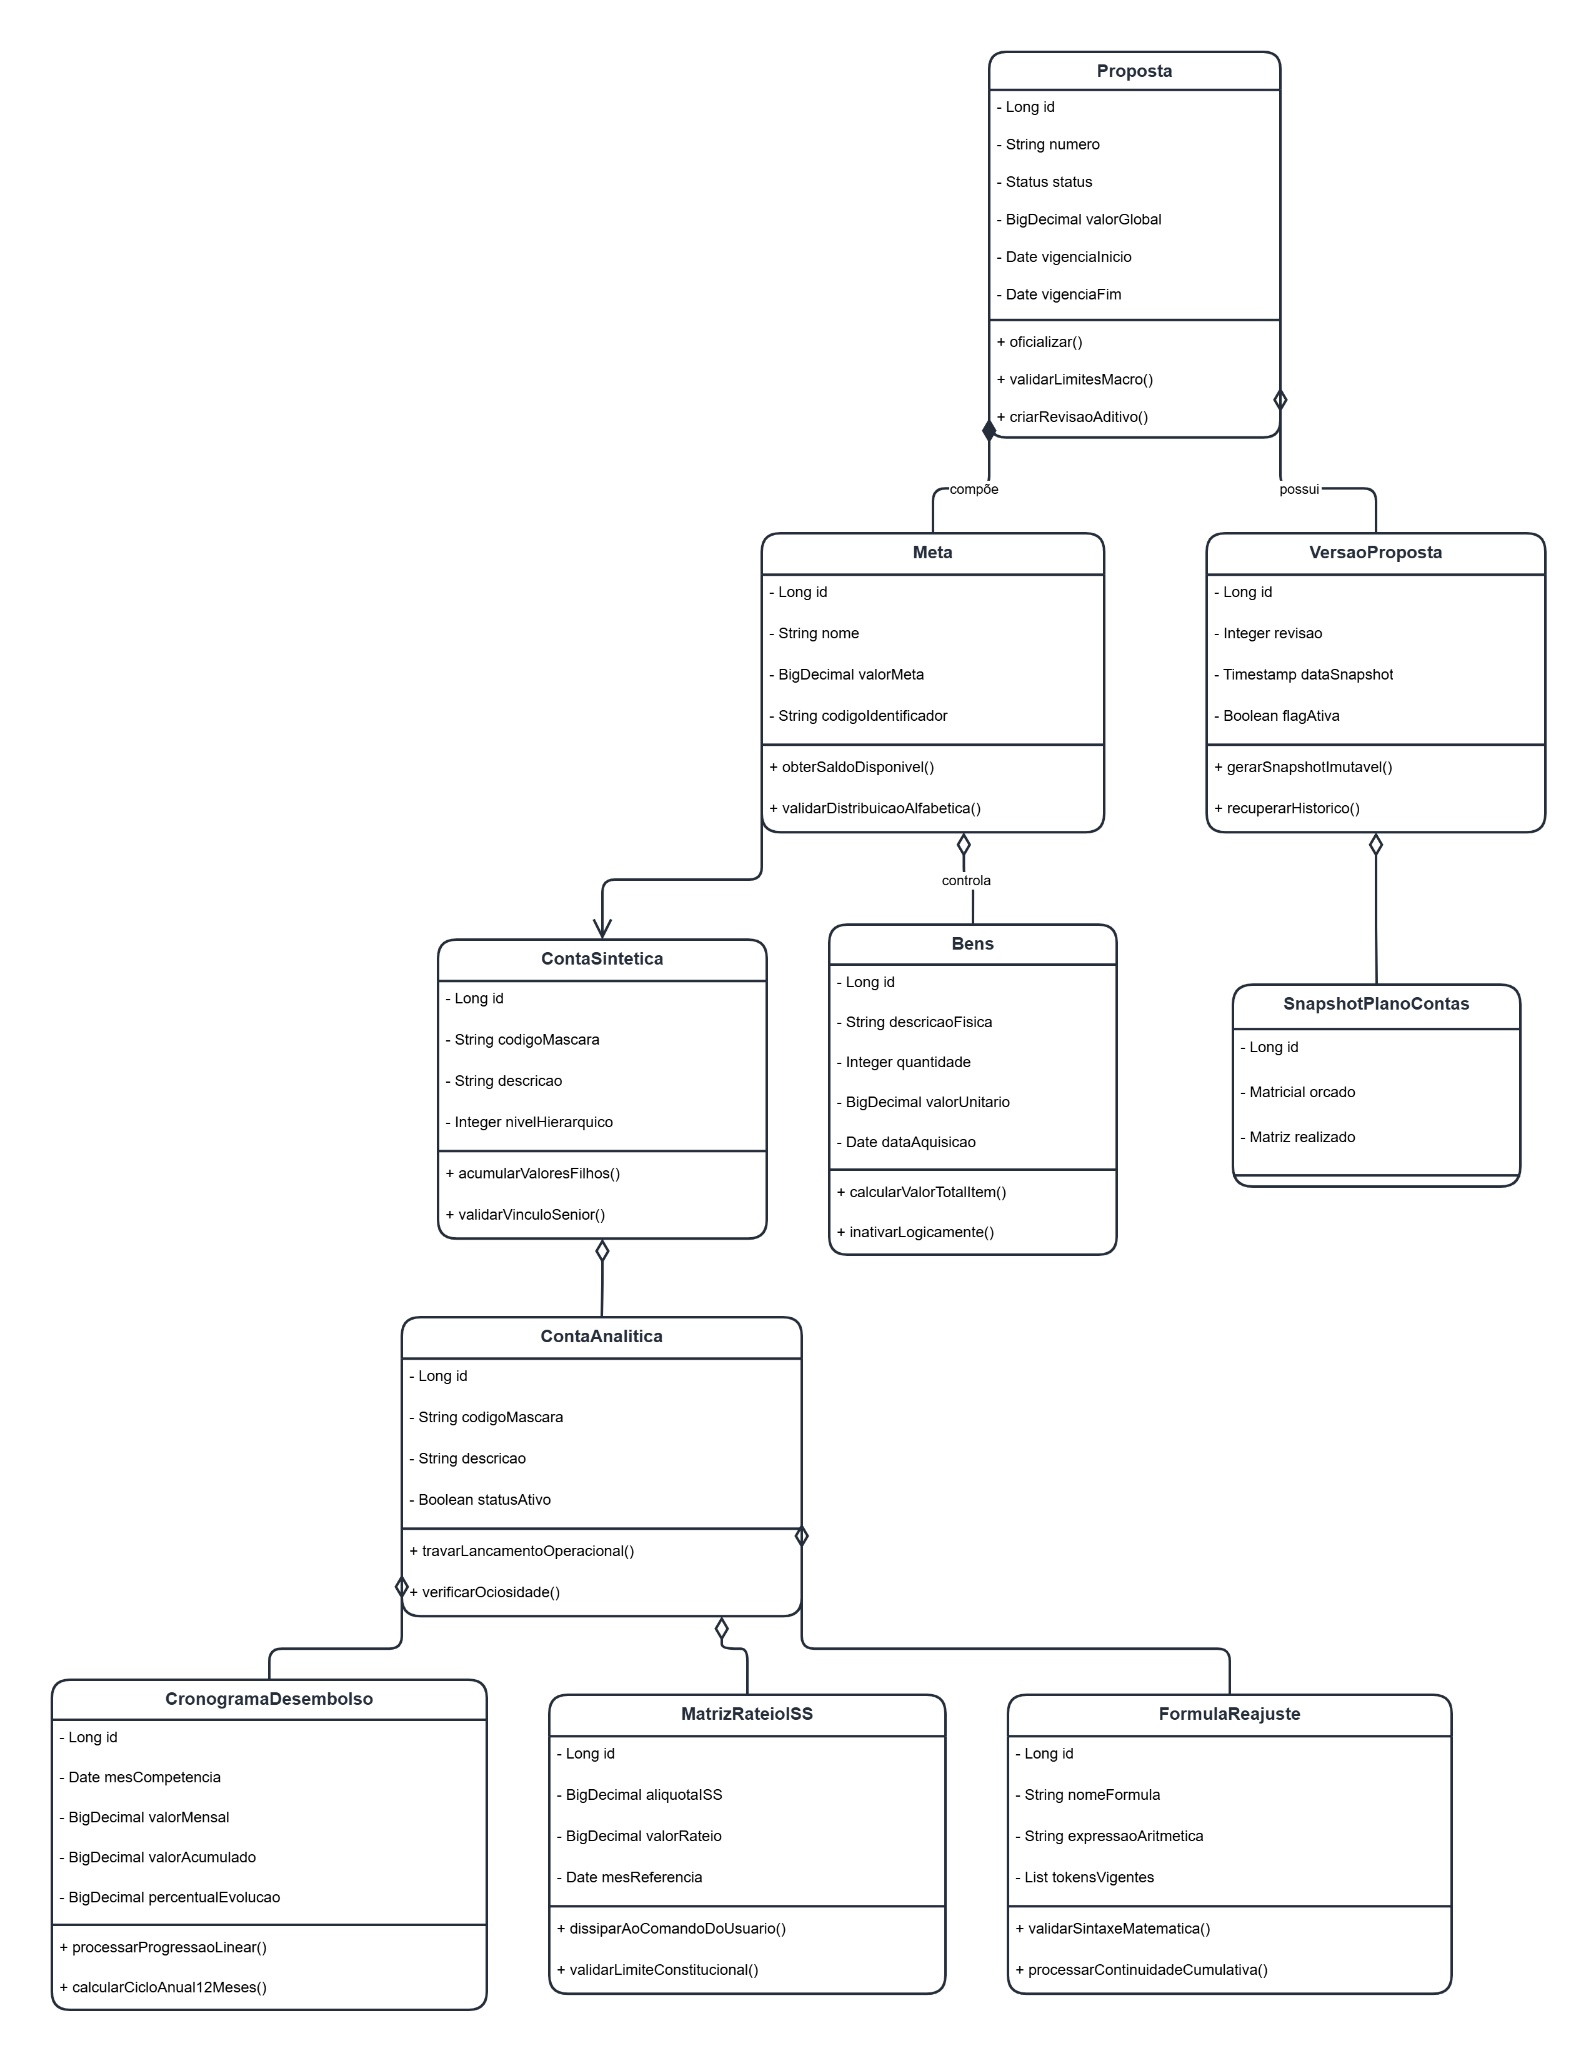 Proposta
- Long id
- String numero
- Status status
- BigDecimal valorGlobal
- Date vigenciaInicio
- Date vigenciaFim
+ oficializar()
+ validarLimitesMacro()
+ criarRevisaoAditivo()
compõe
possui
Meta
- Long id
- String nome
- BigDecimal valorMeta
- String codigoIdentificador
+ obterSaldoDisponivel()
+ validarDistribuicaoAlfabetica()
VersaoProposta
- Long id
- Integer revisao
- Timestamp dataSnapshot
- Boolean flagAtiva
+ gerarSnapshotImutavel()
+ recuperarHistorico()
controla
ContaSintetica
- Long id
- String codigoMascara
- String descricao
- Integer nivelHierarquico
+ acumularValoresFilhos()
+ validarVinculoSenior()
Bens
- Long id
- String descricaoFisica
- Integer quantidade
- BigDecimal valorUnitario
- Date dataAquisicao
+ calcularValorTotalItem()
+ inativarLogicamente()
SnapshotPlanoContas
- Long id
- Matricial orcado
- Matriz realizado
ContaAnalitica
- Long id
- String codigoMascara
- String descricao
- Boolean statusAtivo
+ travarLancamentoOperacional()
+ verificarOciosidade()
CronogramaDesembolso
- Long id
- Date mesCompetencia
- BigDecimal valorMensal
- BigDecimal valorAcumulado
- BigDecimal percentualEvolucao
+ processarProgressaoLinear()
+ calcularCicloAnual12Meses()
MatrizRateioISS
- Long id
- BigDecimal aliquotaISS
- BigDecimal valorRateio
- Date mesReferencia
+ dissiparAoComandoDoUsuario()
+ validarLimiteConstitucional()
FormulaReajuste
- Long id
- String nomeFormula
- String expressaoAritmetica
- List tokensVigentes
+ validarSintaxeMatematica()
+ processarContinuidadeCumulativa()